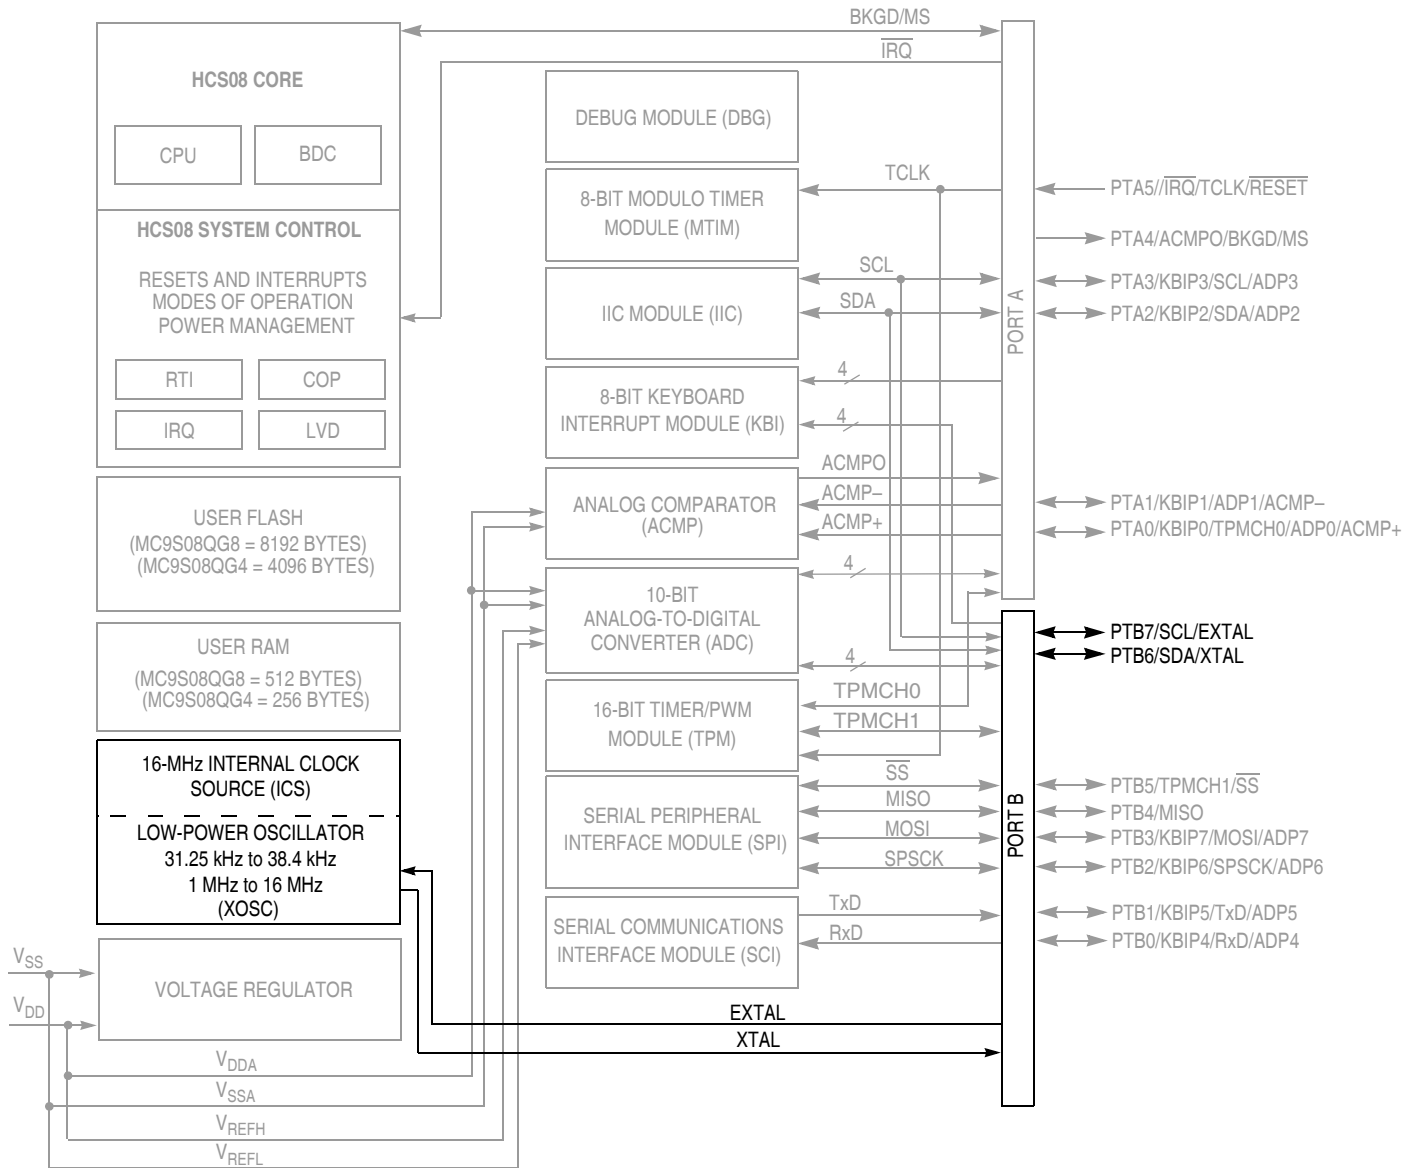 BKGD/MS
IRQ
HCS08 CORE
CPU
BDC
HCS08 SYSTEM CONTROL
RESETS AND INTERRUPTS
MODES OF OPERATION
POWER MANAGEMENT
RTI
COP
IRQ
LVD
USER FLASH
(MC9S08QG8 = 8192 BYTES)
(MC9S08QG4 = 4096 BYTES)
USER RAM
(MC9S08QG8 = 512 BYTES)
(MC9S08QG4 = 256 BYTES)
16-MHz INTERNAL CLOCK
SOURCE (ICS)
LOW-POWER OSCILLATOR
31.25 kHz to 38.4 kHz
1 MHz to 16 MHz
(XOSC)
VOLTAGE REGULATOR
VSS
VDD
VDDA
VSSA
VREFH
VREFL
DEBUG MODULE (DBG)
8-BIT MODULO TIMER
MODULE (MTIM)
IIC MODULE (IIC)
8-BIT KEYBOARD
INTERRUPT MODULE (KBI)
ANALOG COMPARATOR
(ACMP)
10-BIT
ANALOG-TO-DIGITAL
CONVERTER (ADC)
16-BIT TIMER/PWM
MODULE (TPM)
SERIAL PERIPHERAL
INTERFACE MODULE (SPI)
SERIAL COMMUNICATIONS
INTERFACE MODULE (SCI)
TCLK
SCL
SDA
4
4
ACMPO
ACMP–
ACMP+
4
4
TPMCH0
TPMCH1
SS
MISO
MOSI
SPSCK
TxD
RxD
EXTAL
XTAL
PORT A
PORT B
PTA5//IRQ/TCLK/RESET
PTA4/ACMPO/BKGD/MS
PTA3/KBIP3/SCL/ADP3
PTA2/KBIP2/SDA/ADP2
PTA1/KBIP1/ADP1/ACMP–
PTA0/KBIP0/TPMCH0/ADP0/ACMP+
PTB7/SCL/EXTAL
PTB6/SDA/XTAL
PTB5/TPMCH1/SS
PTB4/MISO
PTB3/KBIP7/MOSI/ADP7
PTB2/KBIP6/SPSCK/ADP6
PTB1/KBIP5/TxD/ADP5
PTB0/KBIP4/RxD/ADP4